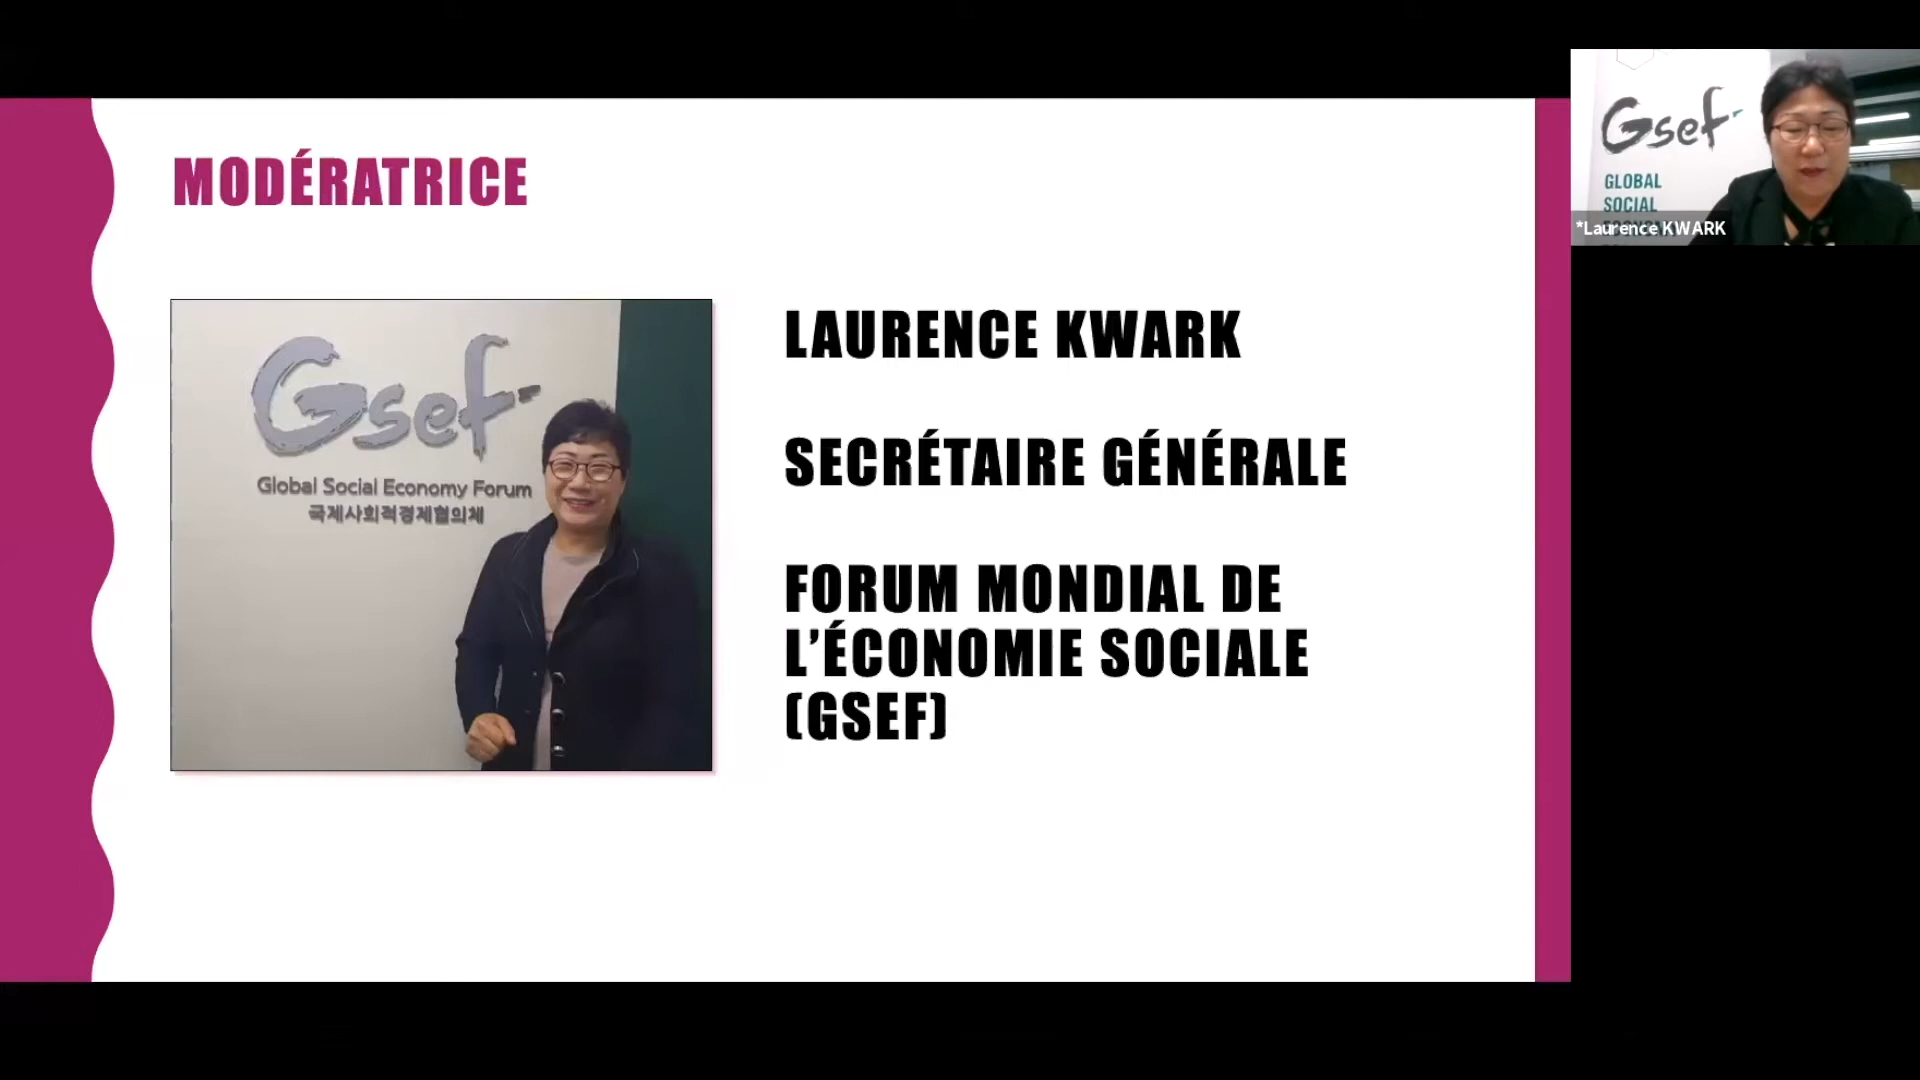 MODÉRATRICE
Gsef
Global Social Economy Forum
국제사회적경제협의체
LAURENCE KWARK
SECRÉTAIRE GÉNÉRALE
FORUM MONDIAL DE
L’ÉCONOMIE SOCIALE
(GSEF)
Gsef
GLOBAL
SOCIAL
*Laurence KWARK